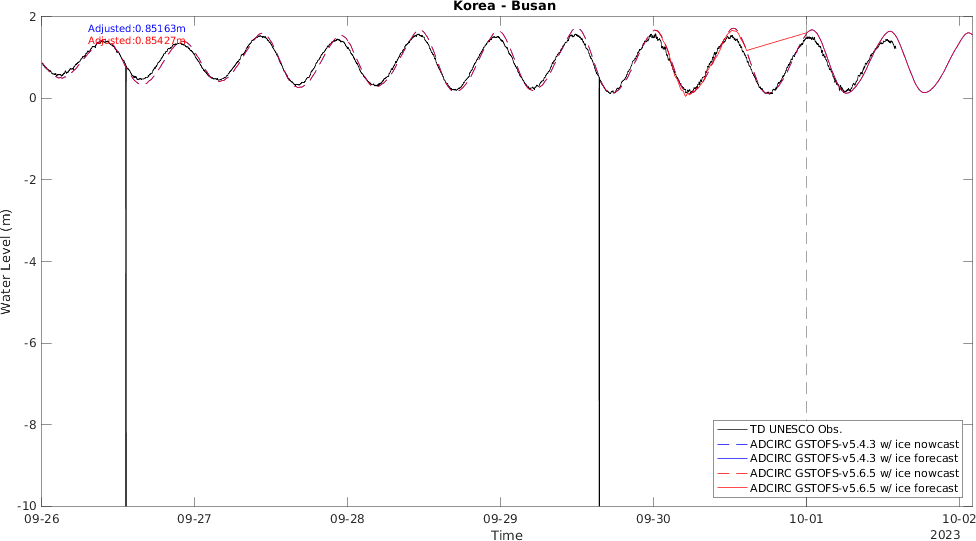 Korea - Busan
Adjusted:0.85163m
Adjusted:0.85427m
Water Level (m)
2
0
-2
-4
-6
-8
-10
09-26
09-27
09-28
09-29
09-30
10-01
10-02
Time
2023
TD UNESCO Obs.
ADCIRC GSTOFS-v5.4.3 w/ ice nowcast
ADCIRC GSTOFS-v5.4.3 w/ ice forecast
ADCIRC GSTOFS-v5.6.5 w/ ice nowcast
ADCIRC GSTOFS-v5.6.5 w/ ice forecast